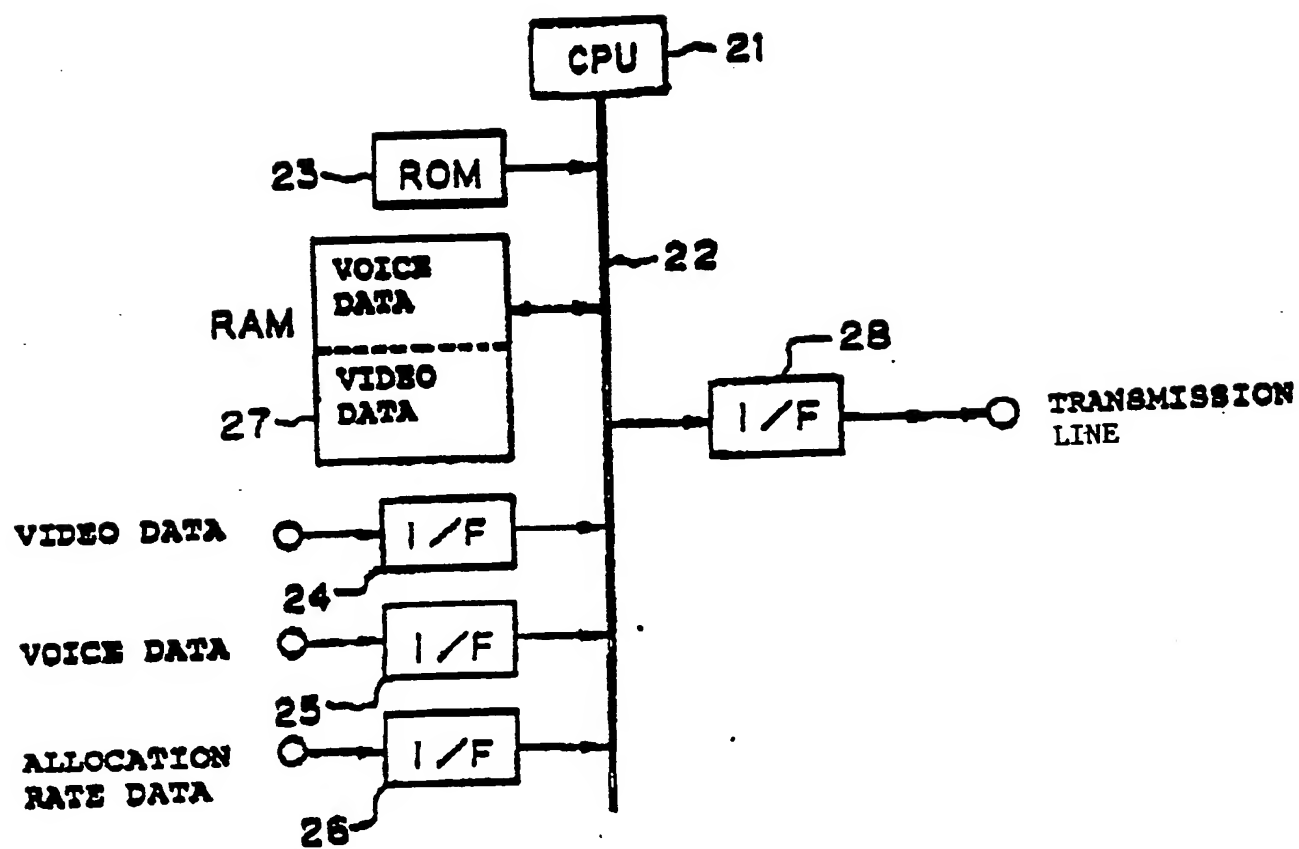 CPU
21
23
ROM
22
VOICE
DATA
RAM
VIDEO
DATA
27
28
I/F
TRANSMISSION
LINE
VIDEO DATA
I/F
24
VOICE DATA
I/F
25
ALLOCATION
RATE DATA
I/F
26